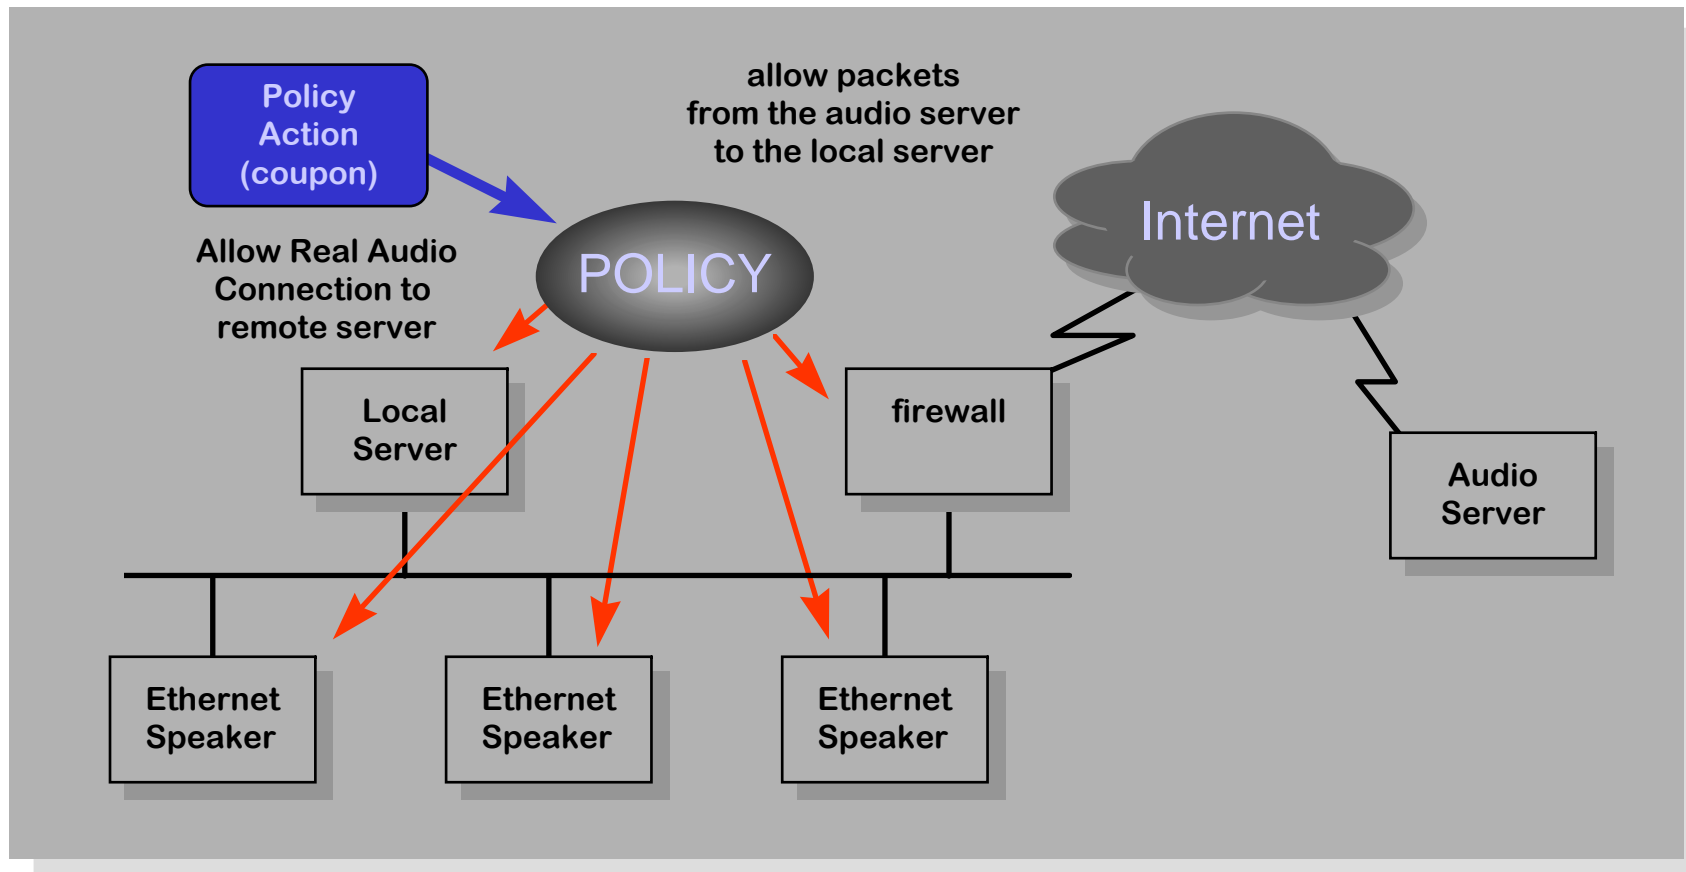 Policy
Action
(coupon)
allow packets
from the audio server
to the local server
Internet
Allow Real Audio
Connection to
remote server
POLICY
Local
Server
firewall
Audio
Server
Ethernet
Speaker
Ethernet
Speaker
Ethernet
Speaker